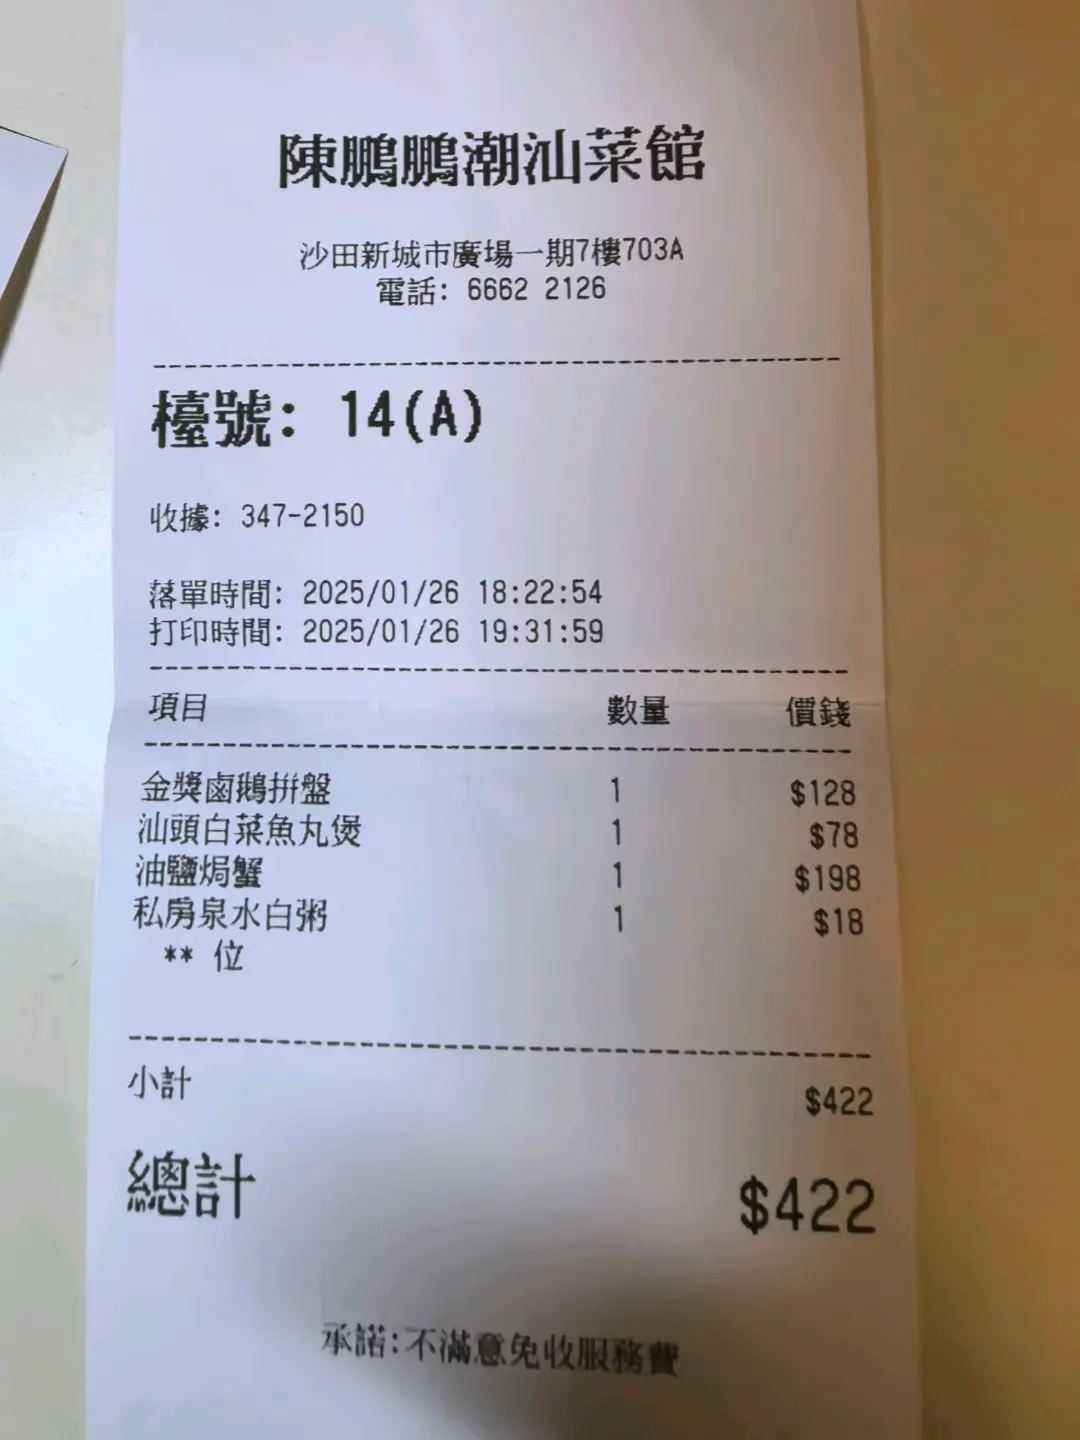 陳鵬鵬潮汕菜館
沙田新城市廣場一期7樓703A
電話: 6662 2126
檯號: 14(A)
收據: 347-2150
落單時間: 2025/01/26 18:22:54
打印時間: 2025/01/26 19:31:59
項目 數量 價錢
金獎鹵鵝拼盤 1 $128
汕頭白菜魚丸煲 1 $78
油鹽焗蟹 1 $198
私房泉水白粥 1 $18
** 位
小計 $422
總計 $422
承諾:不滿意免收服務費